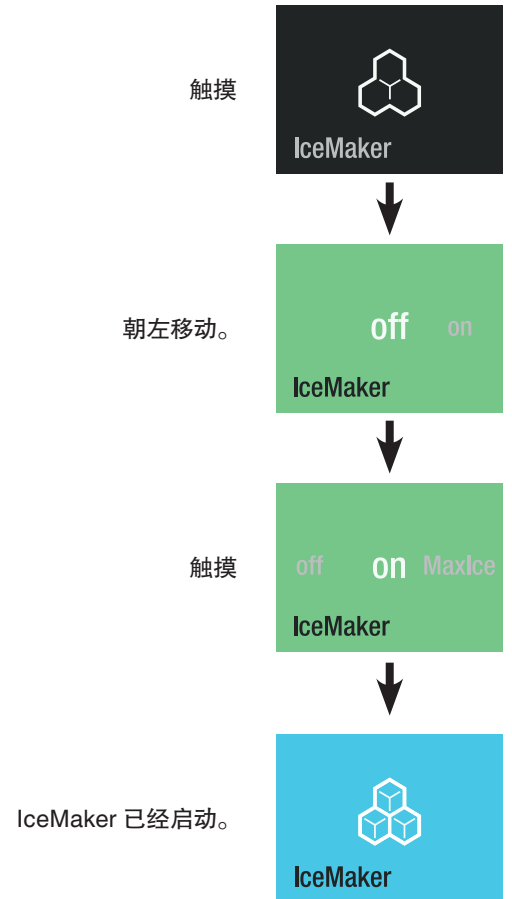 触摸
IceMaker
朝左移动。
off on
IceMaker
触摸
off on MaxIce
IceMaker
IceMaker 已经启动。
IceMaker